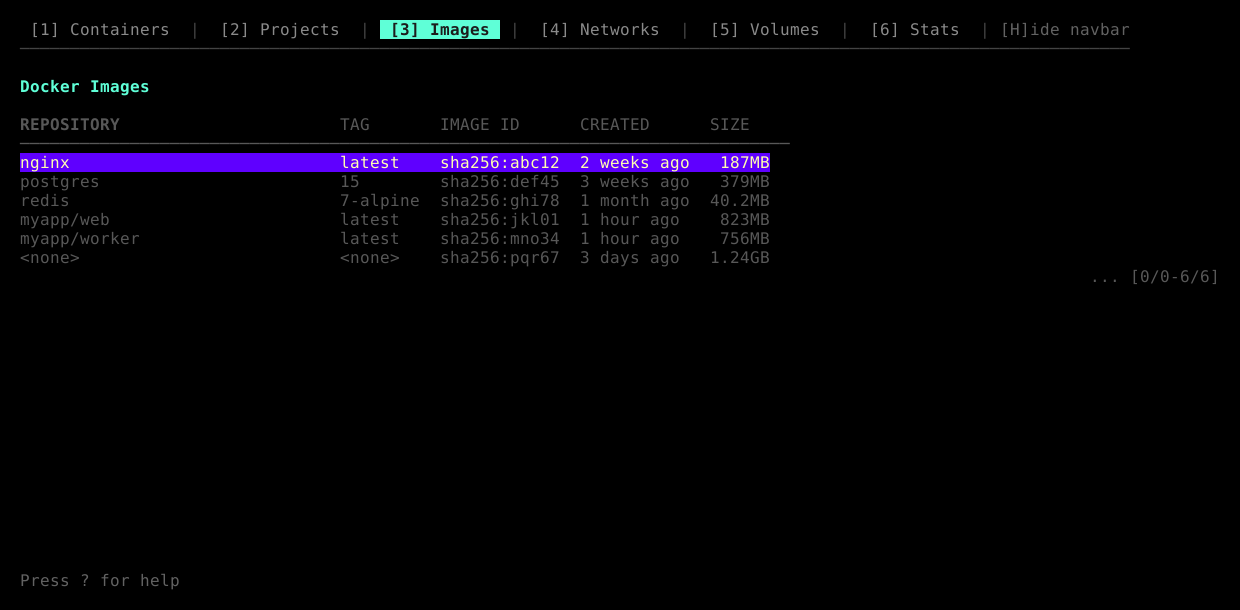 [1] Containers | [2] Projects | [3] Images | [4] Networks | [5] Volumes | [6] Stats | [H]ide navbar
Docker Images
REPOSITORY TAG IMAGE ID CREATED SIZE
nginx latest sha256:abc12 2 weeks ago 187MB
postgres 15 sha256:def45 3 weeks ago 379MB
redis 7-alpine sha256:ghi78 1 month ago 40.2MB
myapp/web latest sha256:jkl01 1 hour ago 823MB
myapp/worker latest sha256:mno34 1 hour ago 756MB
<none> <none> sha256:pqr67 3 days ago 1.24GB
... [0/0-6/6]
Press ? for help